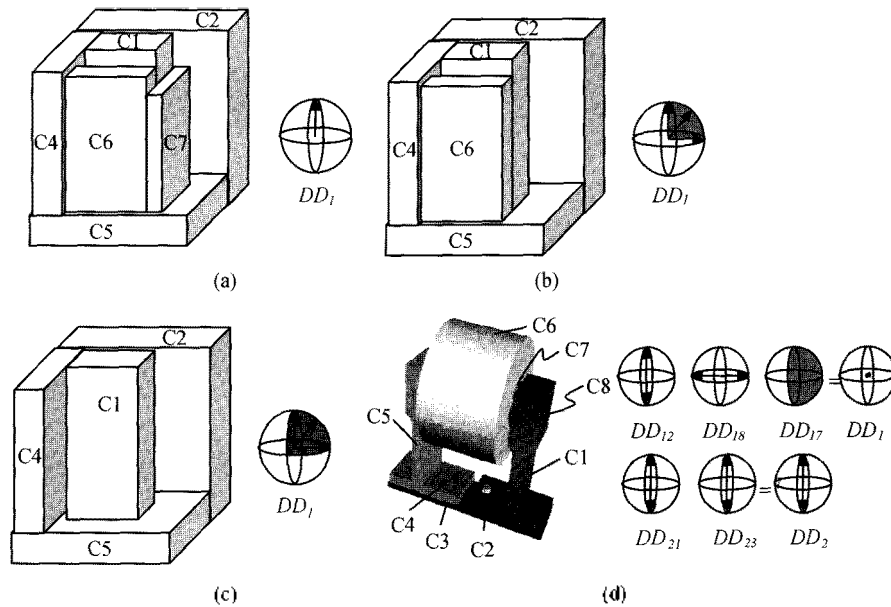 C2
C1
C4
C6
C7
C5
DD1
(a)
C2
C1
C4
C6
C5
DD1
(b)
C2
C1
C4
C5
DD1
(c)
C6
C7
C8
C5
C1
C4
C3
C2
DD12 DD18 DD17 = DD1
DD21 DD23 = DD2
(d)